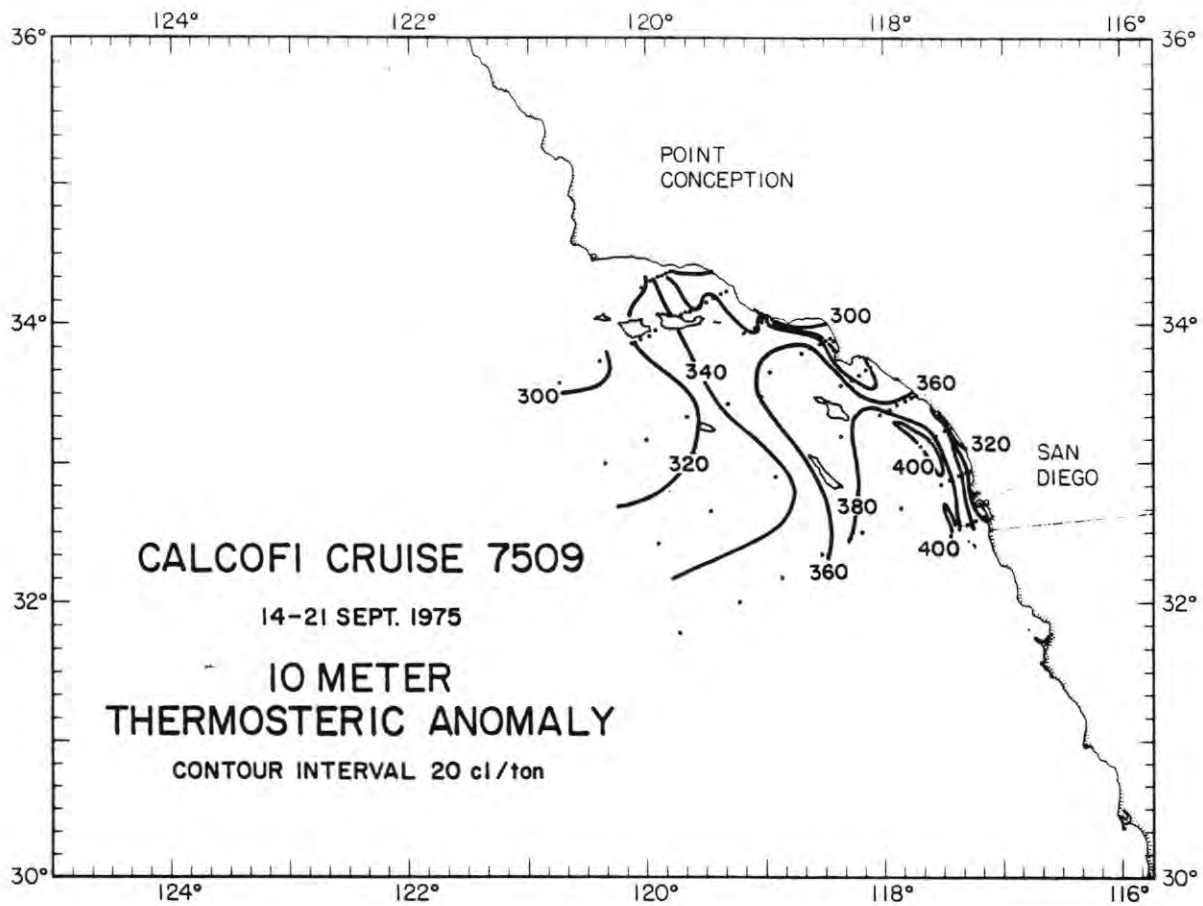 124° 122° 120° 118° 116°
36° 36°
POINT
CONCEPTION
34° 300 34°
340 360
300
320 320
400 SAN
DIEGO
380
400
CALCOFI CRUISE 7509 360
32° 32°
14-21 SEPT. 1975
10 METER
THERMOSTERIC ANOMALY
CONTOUR INTERVAL 20 cl/ton
30° 30°
124° 122° 120° 118° 116°